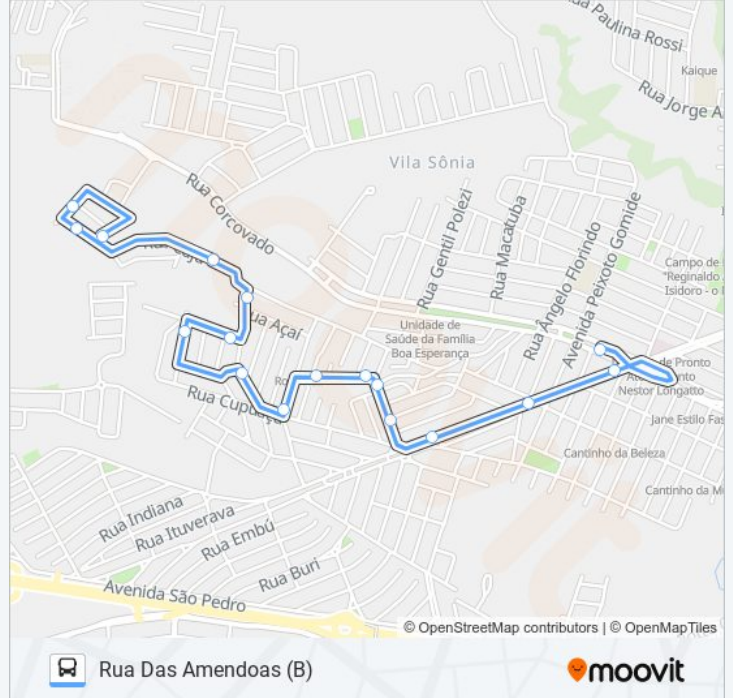 Paulina Rossi
Kaique
Rua Jorge A
Vila Sônia
Rua Corcovado
Rua Gentil Polezi
Rua Macatuba
Rua Ângelo Florindo
Avenida Peixoto Gomide
Campo de
"Reginaldo
Isidoro - o
Rua Açaí
Unidade de
Saúde da Família
Boa Esperança
de Pronto
Nestor Longatto
Rua Cupuaçu
Jane Estilo Fas
Cantinho da Beleza
Cantinho da M
Rua Indiana
Rua Ituverava
Rua Embú
Rua Buri
Avenida São Pedro
© OpenStreetMap contributors | © OpenMapTiles
Rua Das Amendoas (B)
moovit